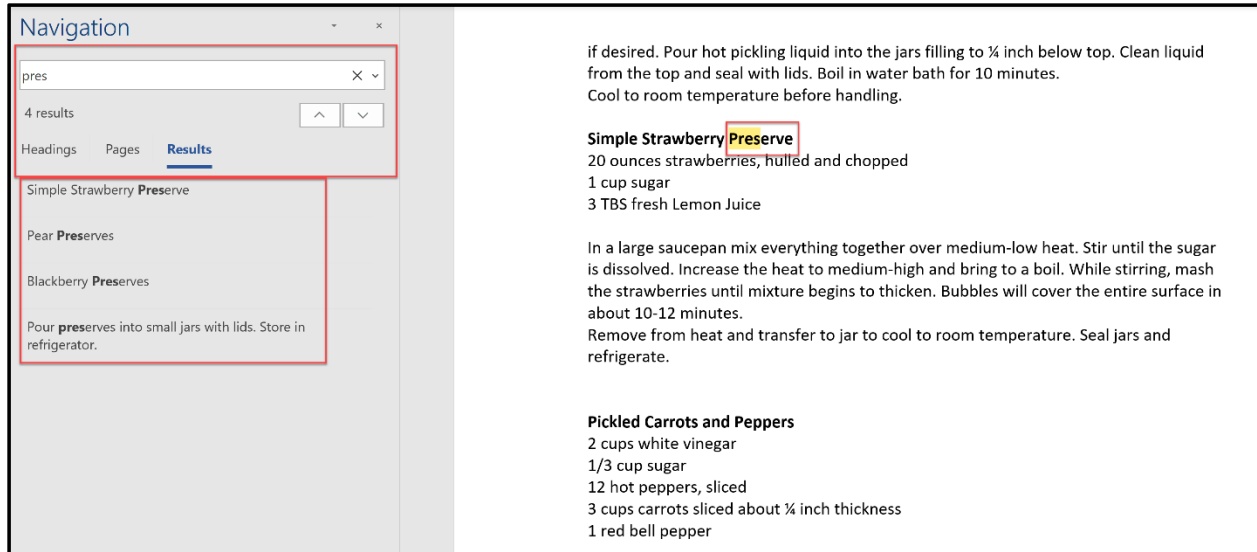 Navigation
pres
4 results
Headings Pages Results
Simple Strawberry Preserve
Pear Preserves
Blackberry Preserves
Pour preserves into small jars with lids. Store in
refrigerator.
if desired. Pour hot pickling liquid into the jars filling to ¼ inch below top. Clean liquid
from the top and seal with lids. Boil in water bath for 10 minutes.
Cool to room temperature before handling.
Simple Strawberry Preserve
20 ounces strawberries, hulled and chopped
1 cup sugar
3 TBS fresh Lemon Juice
In a large saucepan mix everything together over medium-low heat. Stir until the sugar
is dissolved. Increase the heat to medium-high and bring to a boil. While stirring, mash
the strawberries until mixture begins to thicken. Bubbles will cover the entire surface in
about 10-12 minutes.
Remove from heat and transfer to jar to cool to room temperature. Seal jars and
refrigerate.
Pickled Carrots and Peppers
2 cups white vinegar
1/3 cup sugar
12 hot peppers, sliced
3 cups carrots sliced about ¼ inch thickness
1 red bell pepper